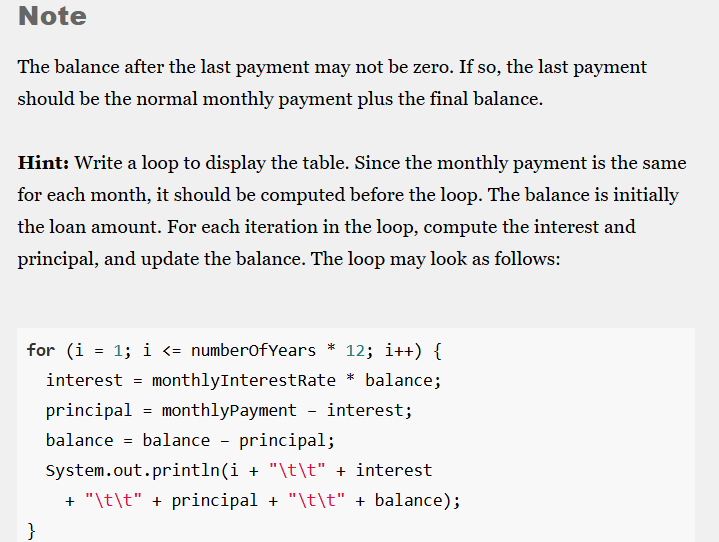 Note
The balance after the last payment may not be zero. If so, the last payment
should be the normal monthly payment plus the final balance.
Hint: Write a loop to display the table. Since the monthly payment is the same
for each month, it should be computed before the loop. The balance is initially
the loan amount. For each iteration in the loop, compute the interest and
principal, and update the balance. The loop may look as follows:
for (i = 1; i <= numberOfYears * 12; i++) {
  interest = monthlyInterestRate * balance;
  principal = monthlyPayment – interest;
  balance = balance – principal;
  System.out.println(i + "\t\t" + interest
    + "\t\t" + principal + "\t\t" + balance);
}